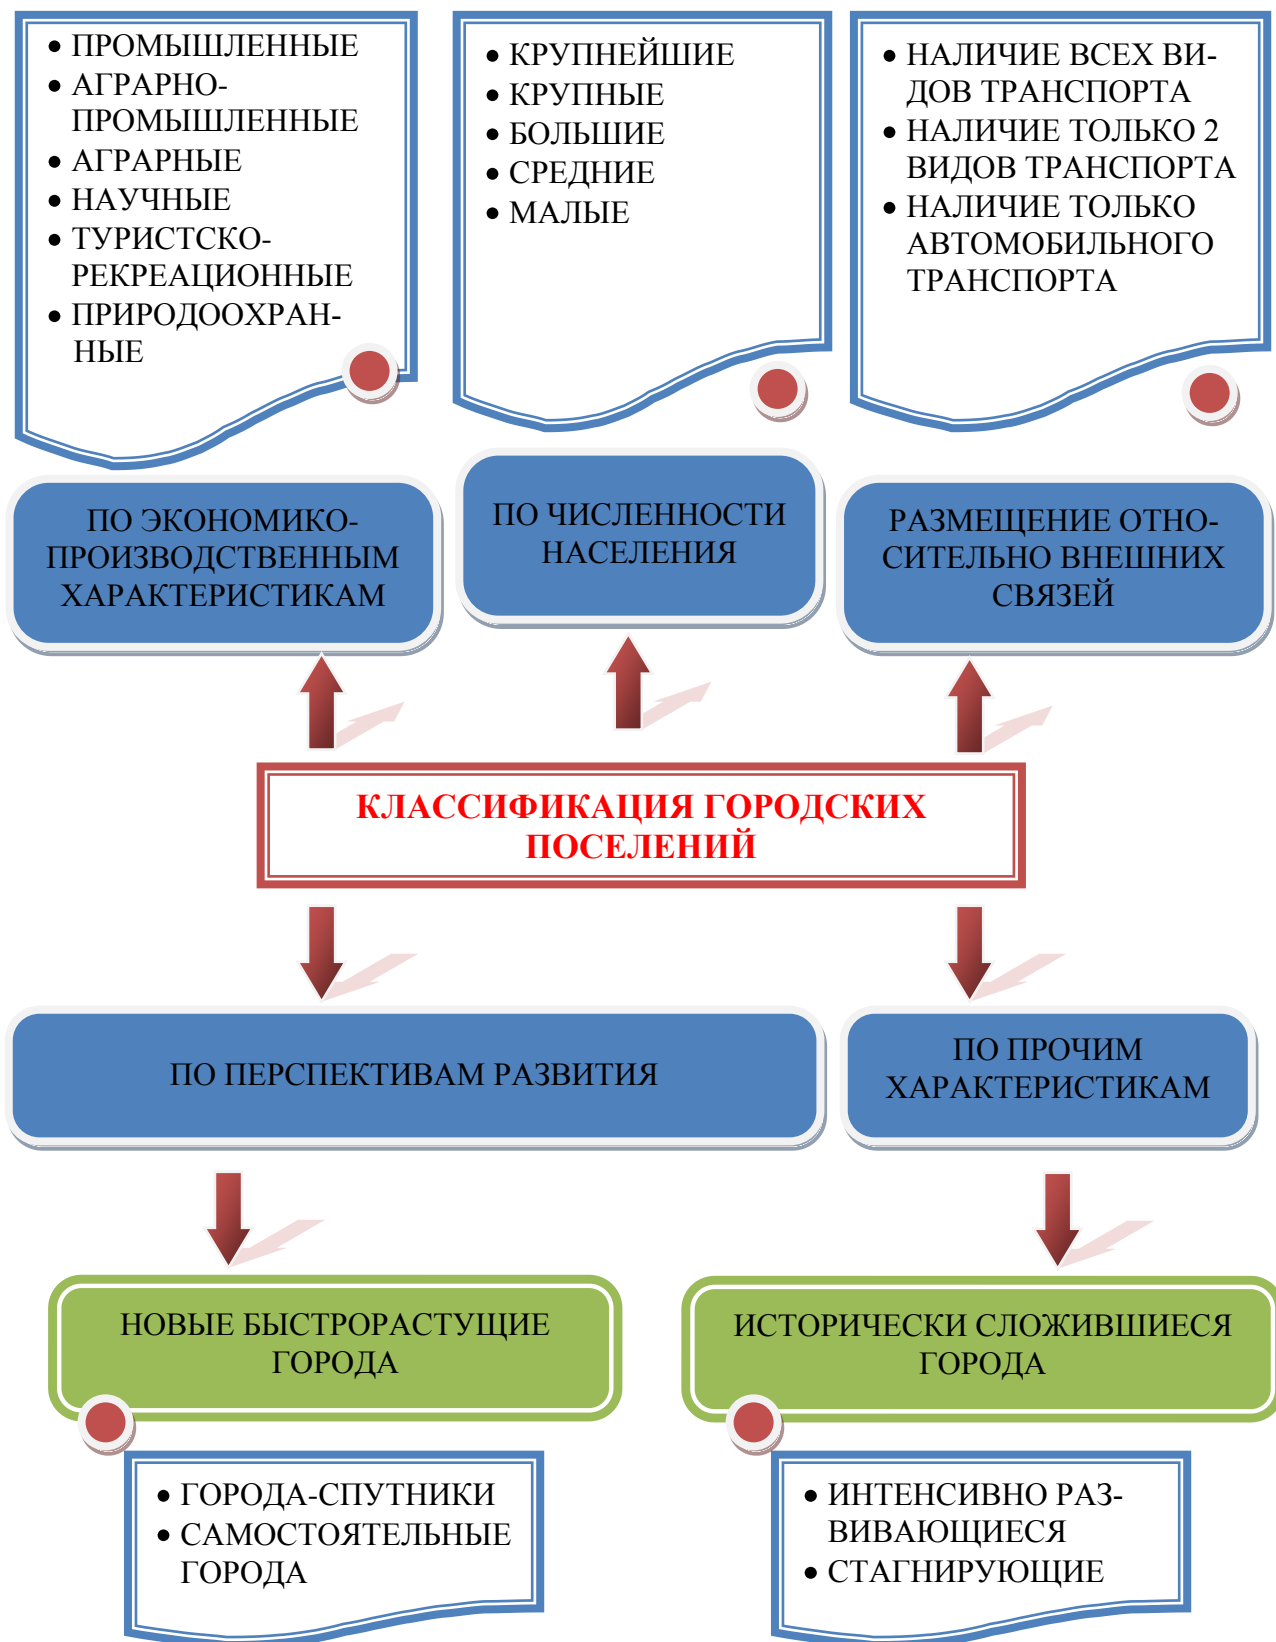 • ПРОМЫШЛЕННЫЕ
• АГРАРНО-
ПРОМЫШЛЕННЫЕ
• АГРАРНЫЕ
• НАУЧНЫЕ
• ТУРИСТСКО-
РЕКРЕАЦИОННЫЕ
• ПРИРОДООХРАН-
НЫЕ
• КРУПНЕЙШИЕ
• КРУПНЫЕ
• БОЛЬШИЕ
• СРЕДНИЕ
• МАЛЫЕ
• НАЛИЧИЕ ВСЕХ ВИ-
ДОВ ТРАНСПОРТА
• НАЛИЧИЕ ТОЛЬКО 2
ВИДОВ ТРАНСПОРТА
• НАЛИЧИЕ ТОЛЬКО
АВТОМОБИЛЬНОГО
ТРАНСПОРТА
ПО ЭКОНОМИКО-
ПРОИЗВОДСТВЕННЫМ
ХАРАКТЕРИСТИКАМ
ПО ЧИСЛЕННОСТИ
НАСЕЛЕНИЯ
РАЗМЕЩЕНИЕ ОТНО-
СИТЕЛЬНО ВНЕШНИХ
СВЯЗЕЙ
КЛАССИФИКАЦИЯ ГОРОДСКИХ
ПОСЕЛЕНИЙ
ПО ПЕРСПЕКТИВАМ РАЗВИТИЯ
ПО ПРОЧИМ
ХАРАКТЕРИСТИКАМ
НОВЫЕ БЫСТРОРАСТУЩИЕ
ГОРОДА
ИСТОРИЧЕСКИ СЛОЖИВШИЕСЯ
ГОРОДА
• ГОРОДА-СПУТНИКИ
• САМОСТОЯТЕЛЬНЫЕ
ГОРОДА
• ИНТЕНСИВНО РАЗ-
ВИВАЮЩИЕСЯ
• СТАГНИРУЮЩИЕ